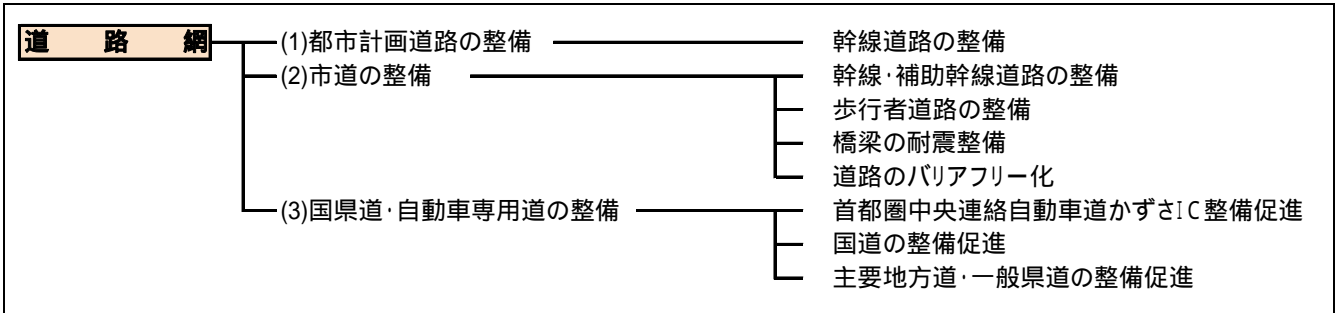 道　路　網　(1)都市計画道路の整備　幹線道路の整備
(2)市道の整備　幹線･補助幹線道路の整備
歩行者道路の整備
橋梁の耐震整備
道路のバリアフリー化
(3)国県道･自動車専用道の整備　首都圏中央連絡自動車道かずさIC整備促進
国道の整備促進
主要地方道･一般県道の整備促進